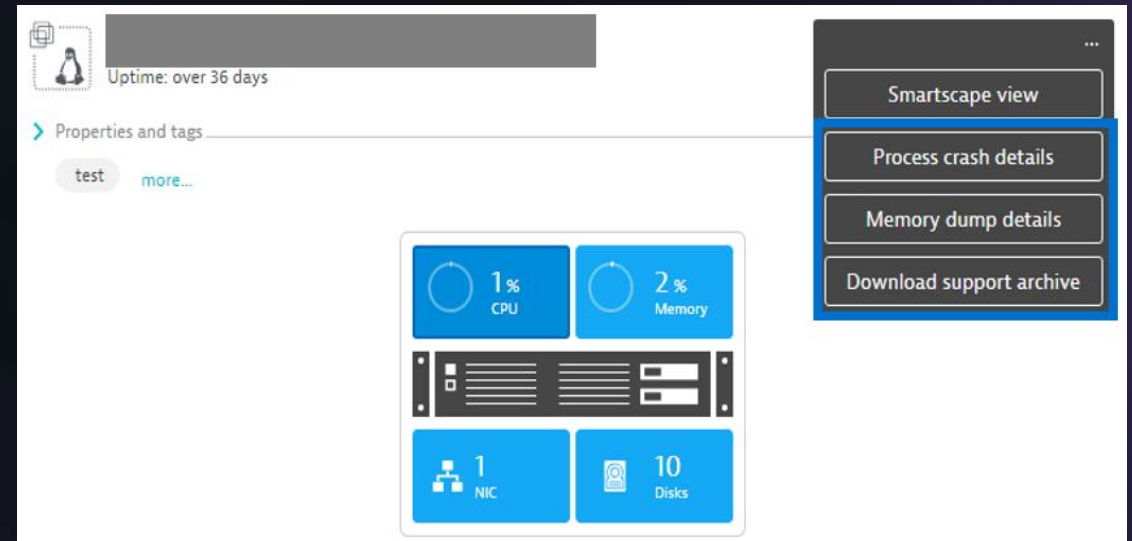 Uptime: over 36 days
...
Smartscape view
Process crash details
Memory dump details
Download support archive
Properties and tags
test more...
1% CPU
2% Memory
1 NIC
10 Disks